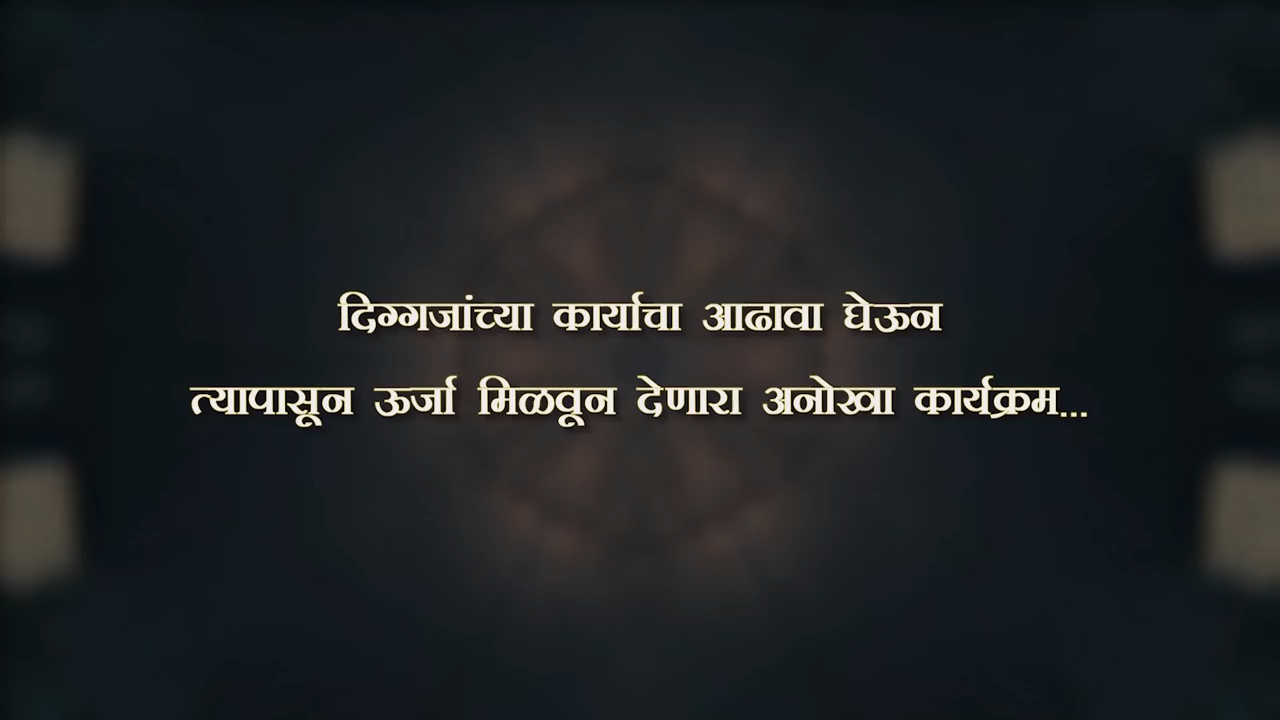 दिग्गजांच्या कार्याचा आढावा घेऊन
त्यापासून ऊर्जा मिळवून देणारा अनोखा कार्यक्रम...